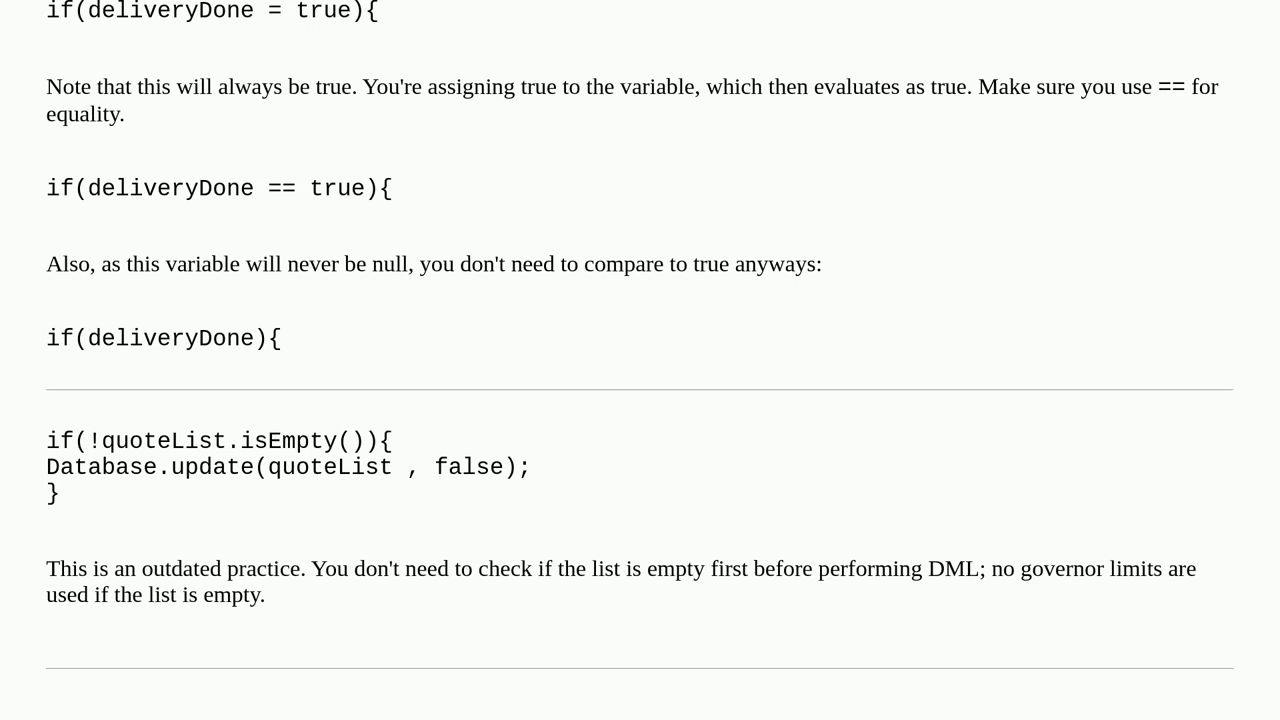 if(deliveryDone = true){
Note that this will always be true. You're assigning true to the variable, which then evaluates as true. Make sure you use == for
equality.
if(deliveryDone == true){
Also, as this variable will never be null, you don't need to compare to true anyways:
if(deliveryDone){
if(!quoteList.isEmpty()){
Database.update(quoteList , false);
}
This is an outdated practice. You don't need to check if the list is empty first before performing DML; no governor limits are
used if the list is empty.